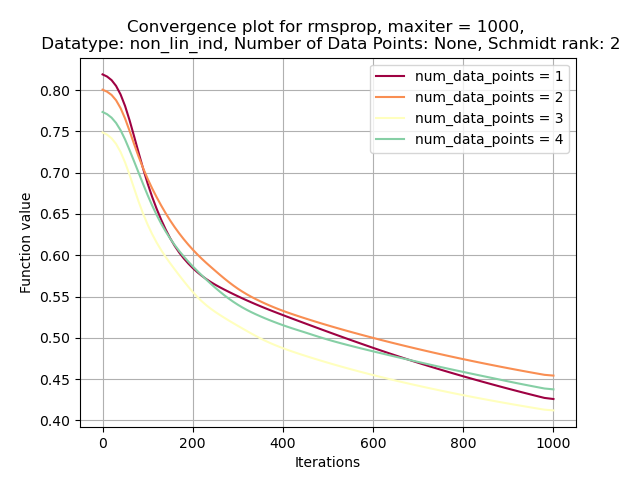 Convergence plot for rmsprop, maxiter = 1000,
Datatype: non_lin_ind, Number of Data Points: None, Schmidt rank: 2
num_data_points = 1
num_data_points = 2
num_data_points = 3
num_data_points = 4
Function value
0.80
0.75
0.70
0.65
0.60
0.55
0.50
0.45
0.40
0 200 400 600 800 1000
Iterations